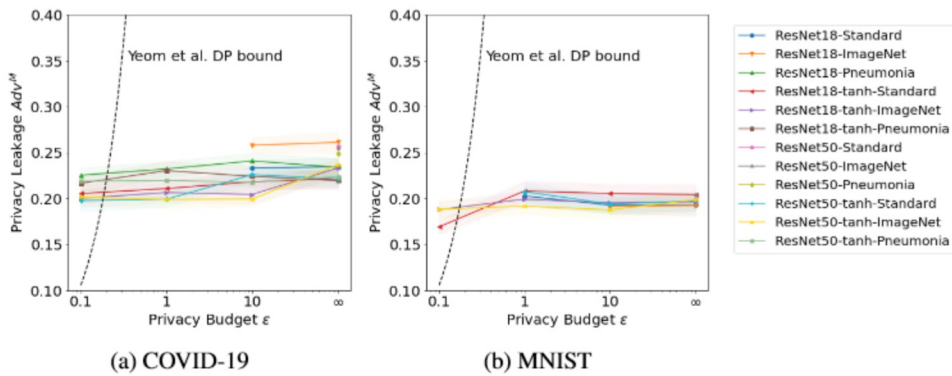 0.40
0.35
0.30
0.25
0.20
0.15
0.10
Privacy Leakage Adv^M
Yeom et al. DP bound
0.1 1 10 ∞
Privacy Budget ε
(a) COVID-19
0.40
0.35
0.30
0.25
0.20
0.15
0.10
Privacy Leakage Adv^M
Yeom et al. DP bound
0.1 1 10 ∞
Privacy Budget ε
(b) MNIST
ResNet18-Standard
ResNet18-ImageNet
ResNet18-Pneumonia
ResNet18-tanh-Standard
ResNet18-tanh-ImageNet
ResNet18-tanh-Pneumonia
ResNet50-Standard
ResNet50-ImageNet
ResNet50-Pneumonia
ResNet50-tanh-Standard
ResNet50-tanh-ImageNet
ResNet50-tanh-Pneumonia